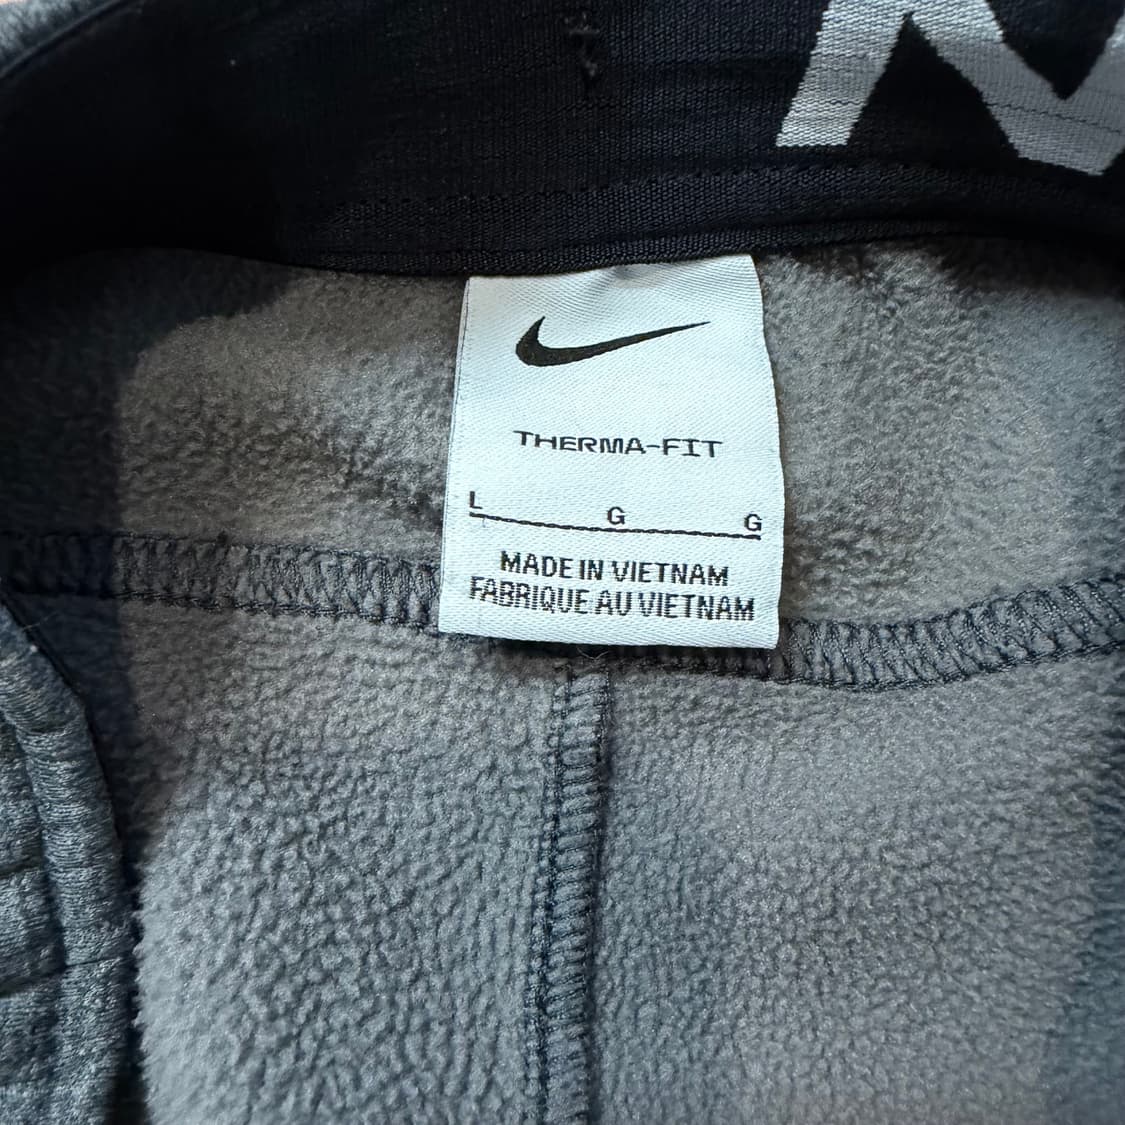 THERMA-FIT
L G G
MADE IN VIETNAM
FABRIQUE AU VIETNAM